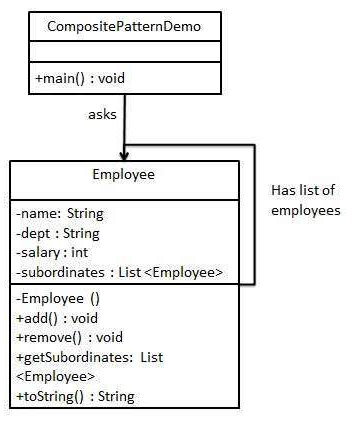 CompositePatternDemo
+main() : void
asks
Employee
Has list of
employees
-name: String
-dept : String
-salary : int
-subordinates : List <Employee>
-Employee ()
+add() : void
+remove() : void
+getSubordinates: List
<Employee>
+toString() : String